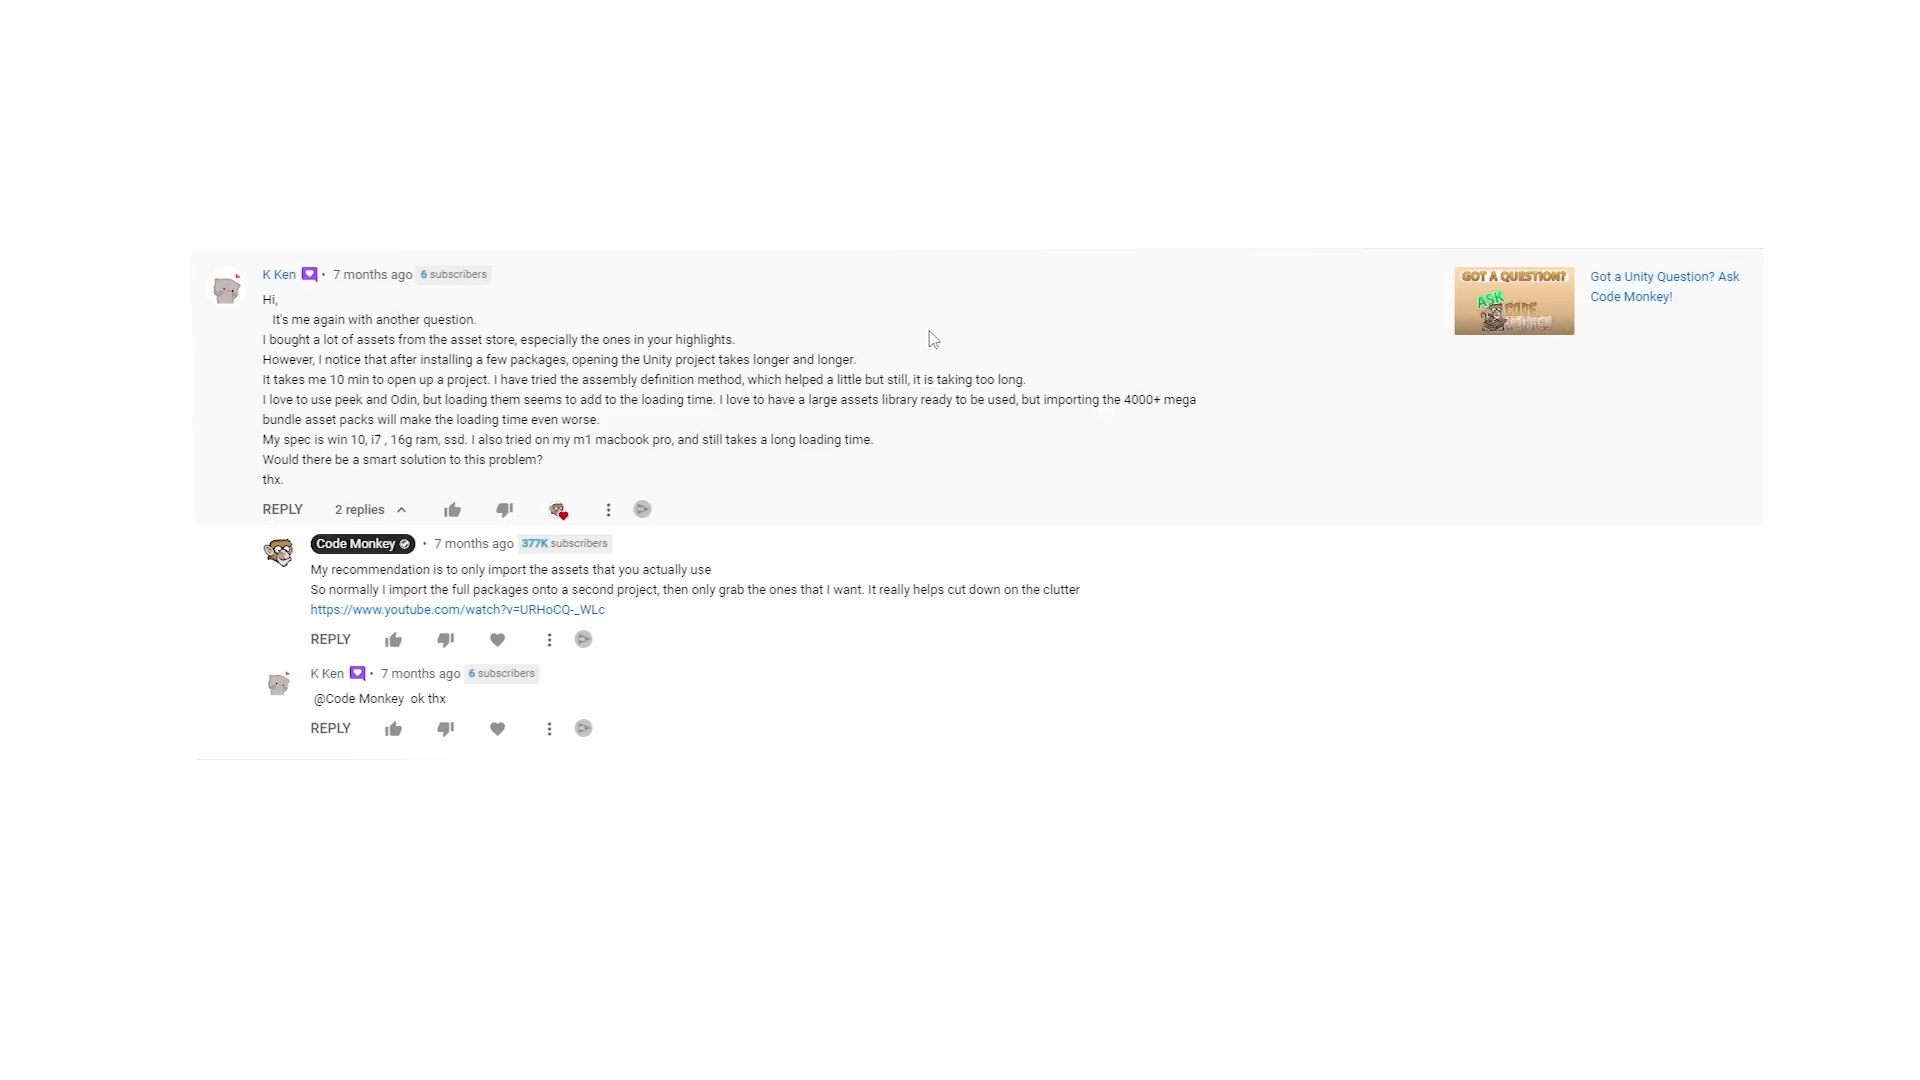 K Ken • 7 months ago 6 subscribers
Hi,
It's me again with another question.
I bought a lot of assets from the asset store, especially the ones in your highlights.
However, I notice that after installing a few packages, opening the Unity project takes longer and longer.
It takes me 10 min to open up a project. I have tried the assembly definition method, which helped a little but still, it is taking too long.
I love to use peek and Odin, but loading them seems to add to the loading time. I love to have a large assets library ready to be used, but importing the 4000+ mega
bundle asset packs will make the loading time even worse.
My spec is win 10, i7 , 16g ram, ssd. I also tried on my m1 macbook pro, and still takes a long loading time.
Would there be a smart solution to this problem?
thx.
REPLY 2 replies
GOT A QUESTION?
ASK
CODE
MONKEY
Got a Unity Question? Ask
Code Monkey!
Code Monkey • 7 months ago 377K subscribers
My recommendation is to only import the assets that you actually use
So normally I import the full packages onto a second project, then only grab the ones that I want. It really helps cut down on the clutter
https://www.youtube.com/watch?v=URHoCQ-_WLc
REPLY
K Ken • 7 months ago 6 subscribers
@Code Monkey ok thx
REPLY